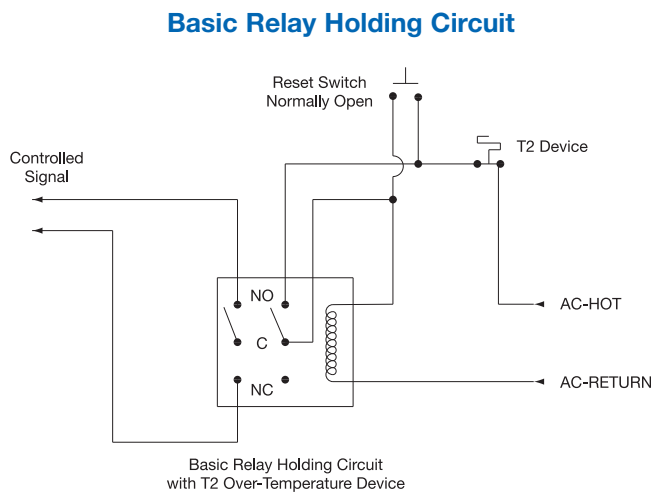 Basic Relay Holding Circuit
Reset Switch
Normally Open
T2 Device
Controlled
Signal
NO
AC-HOT
C
AC-RETURN
NC
Basic Relay Holding Circuit
with T2 Over-Temperature Device